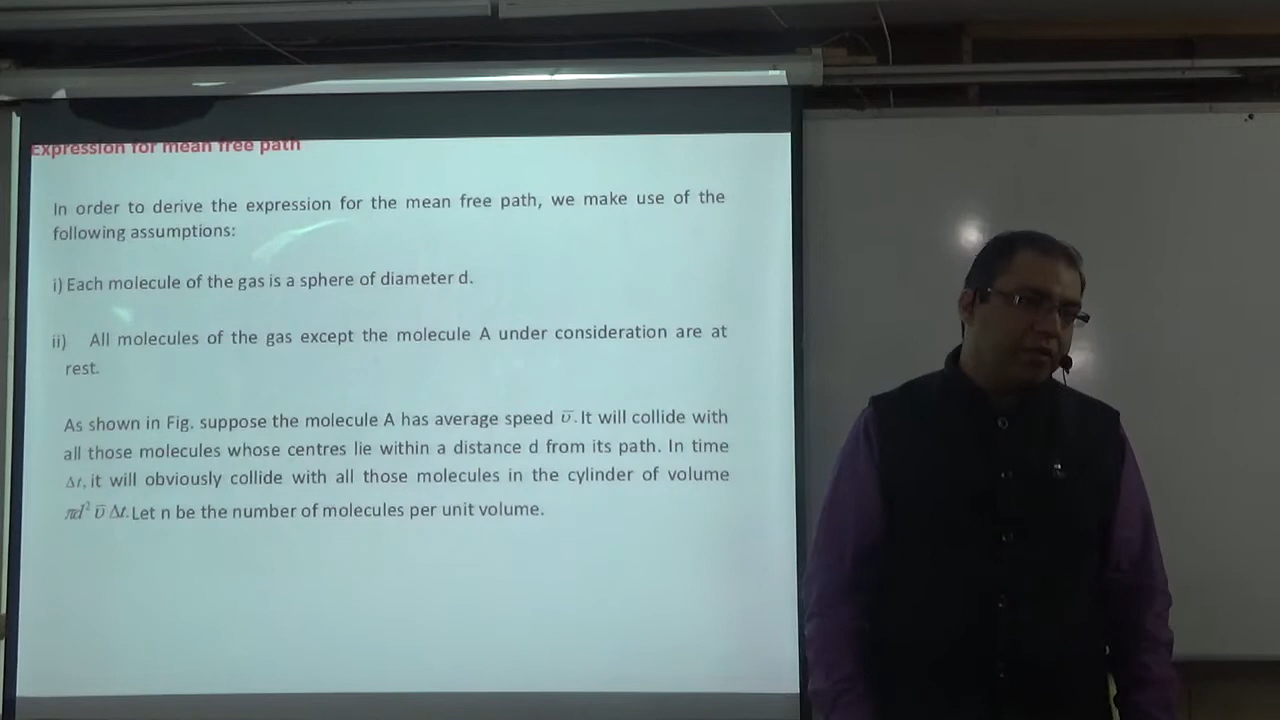 Expression for mean free path
In order to derive the expression for the mean free path, we make use of the
following assumptions:
i) Each molecule of the gas is a sphere of diameter d.
ii) All molecules of the gas except the molecule A under consideration are at
rest.
As shown in Fig. suppose the molecule A has average speed ῡ. It will collide with
all those molecules whose centres lie within a distance d from its path. In time
Δt, it will obviously collide with all those molecules in the cylinder of volume
πd² ῡ Δt. Let n be the number of molecules per unit volume.